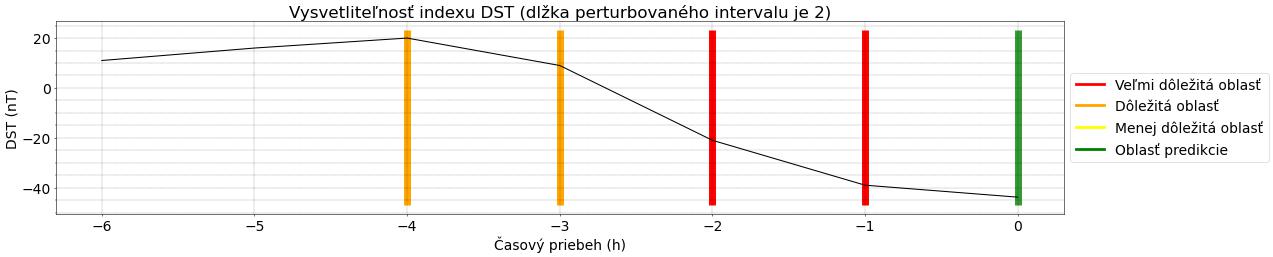 Vysvetliteľnosť indexu DST (dĺžka perturbovaného intervalu je 2)
DST (nT)
20
0
−20
−40
−6 −5 −4 −3 −2 −1 0
Časový priebeh (h)
Veľmi dôležitá oblasť
Dôležitá oblasť
Menej dôležitá oblasť
Oblasť predikcie